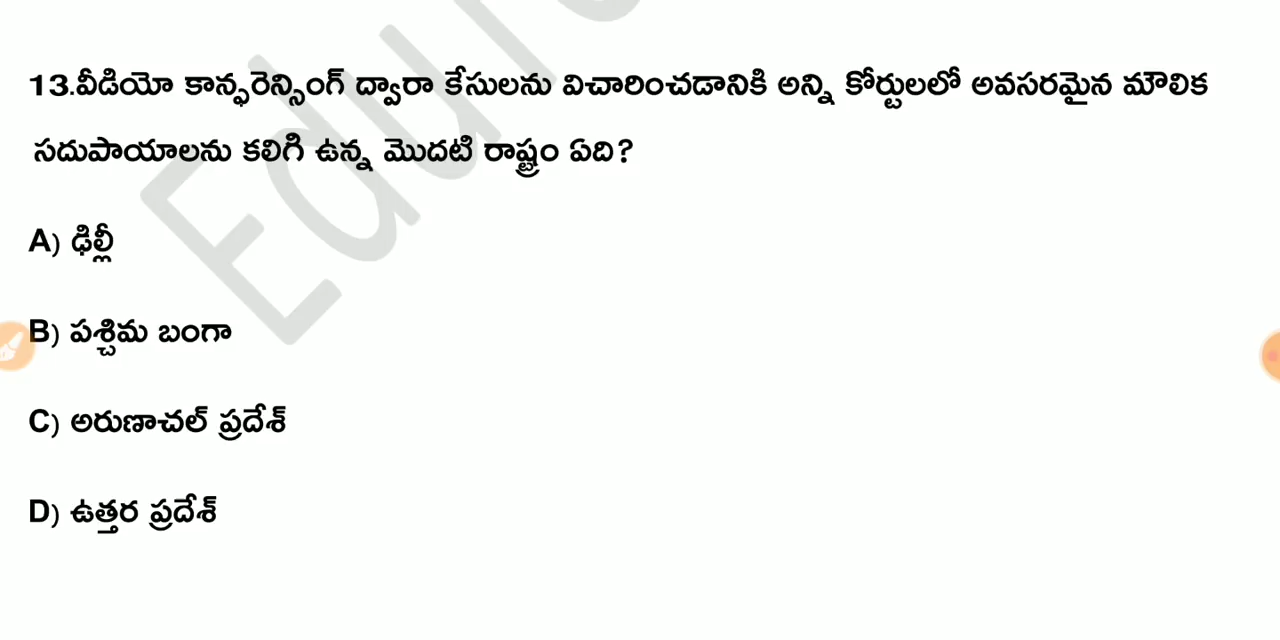 13.వీడియో కాన్ఫరెన్సింగ్ ద్వారా కేసులను విచారించడానికి అన్ని కోర్టులలో అవసరమైన మౌలిక
సదుపాయాలను కలిగి ఉన్న మొదటి రాష్ట్రం ఏది?
A) ఢిల్లీ
B) పశ్చిమ బంగా
C) అరుణాచల్ ప్రదేశ్
D) ఉత్తర ప్రదేశ్